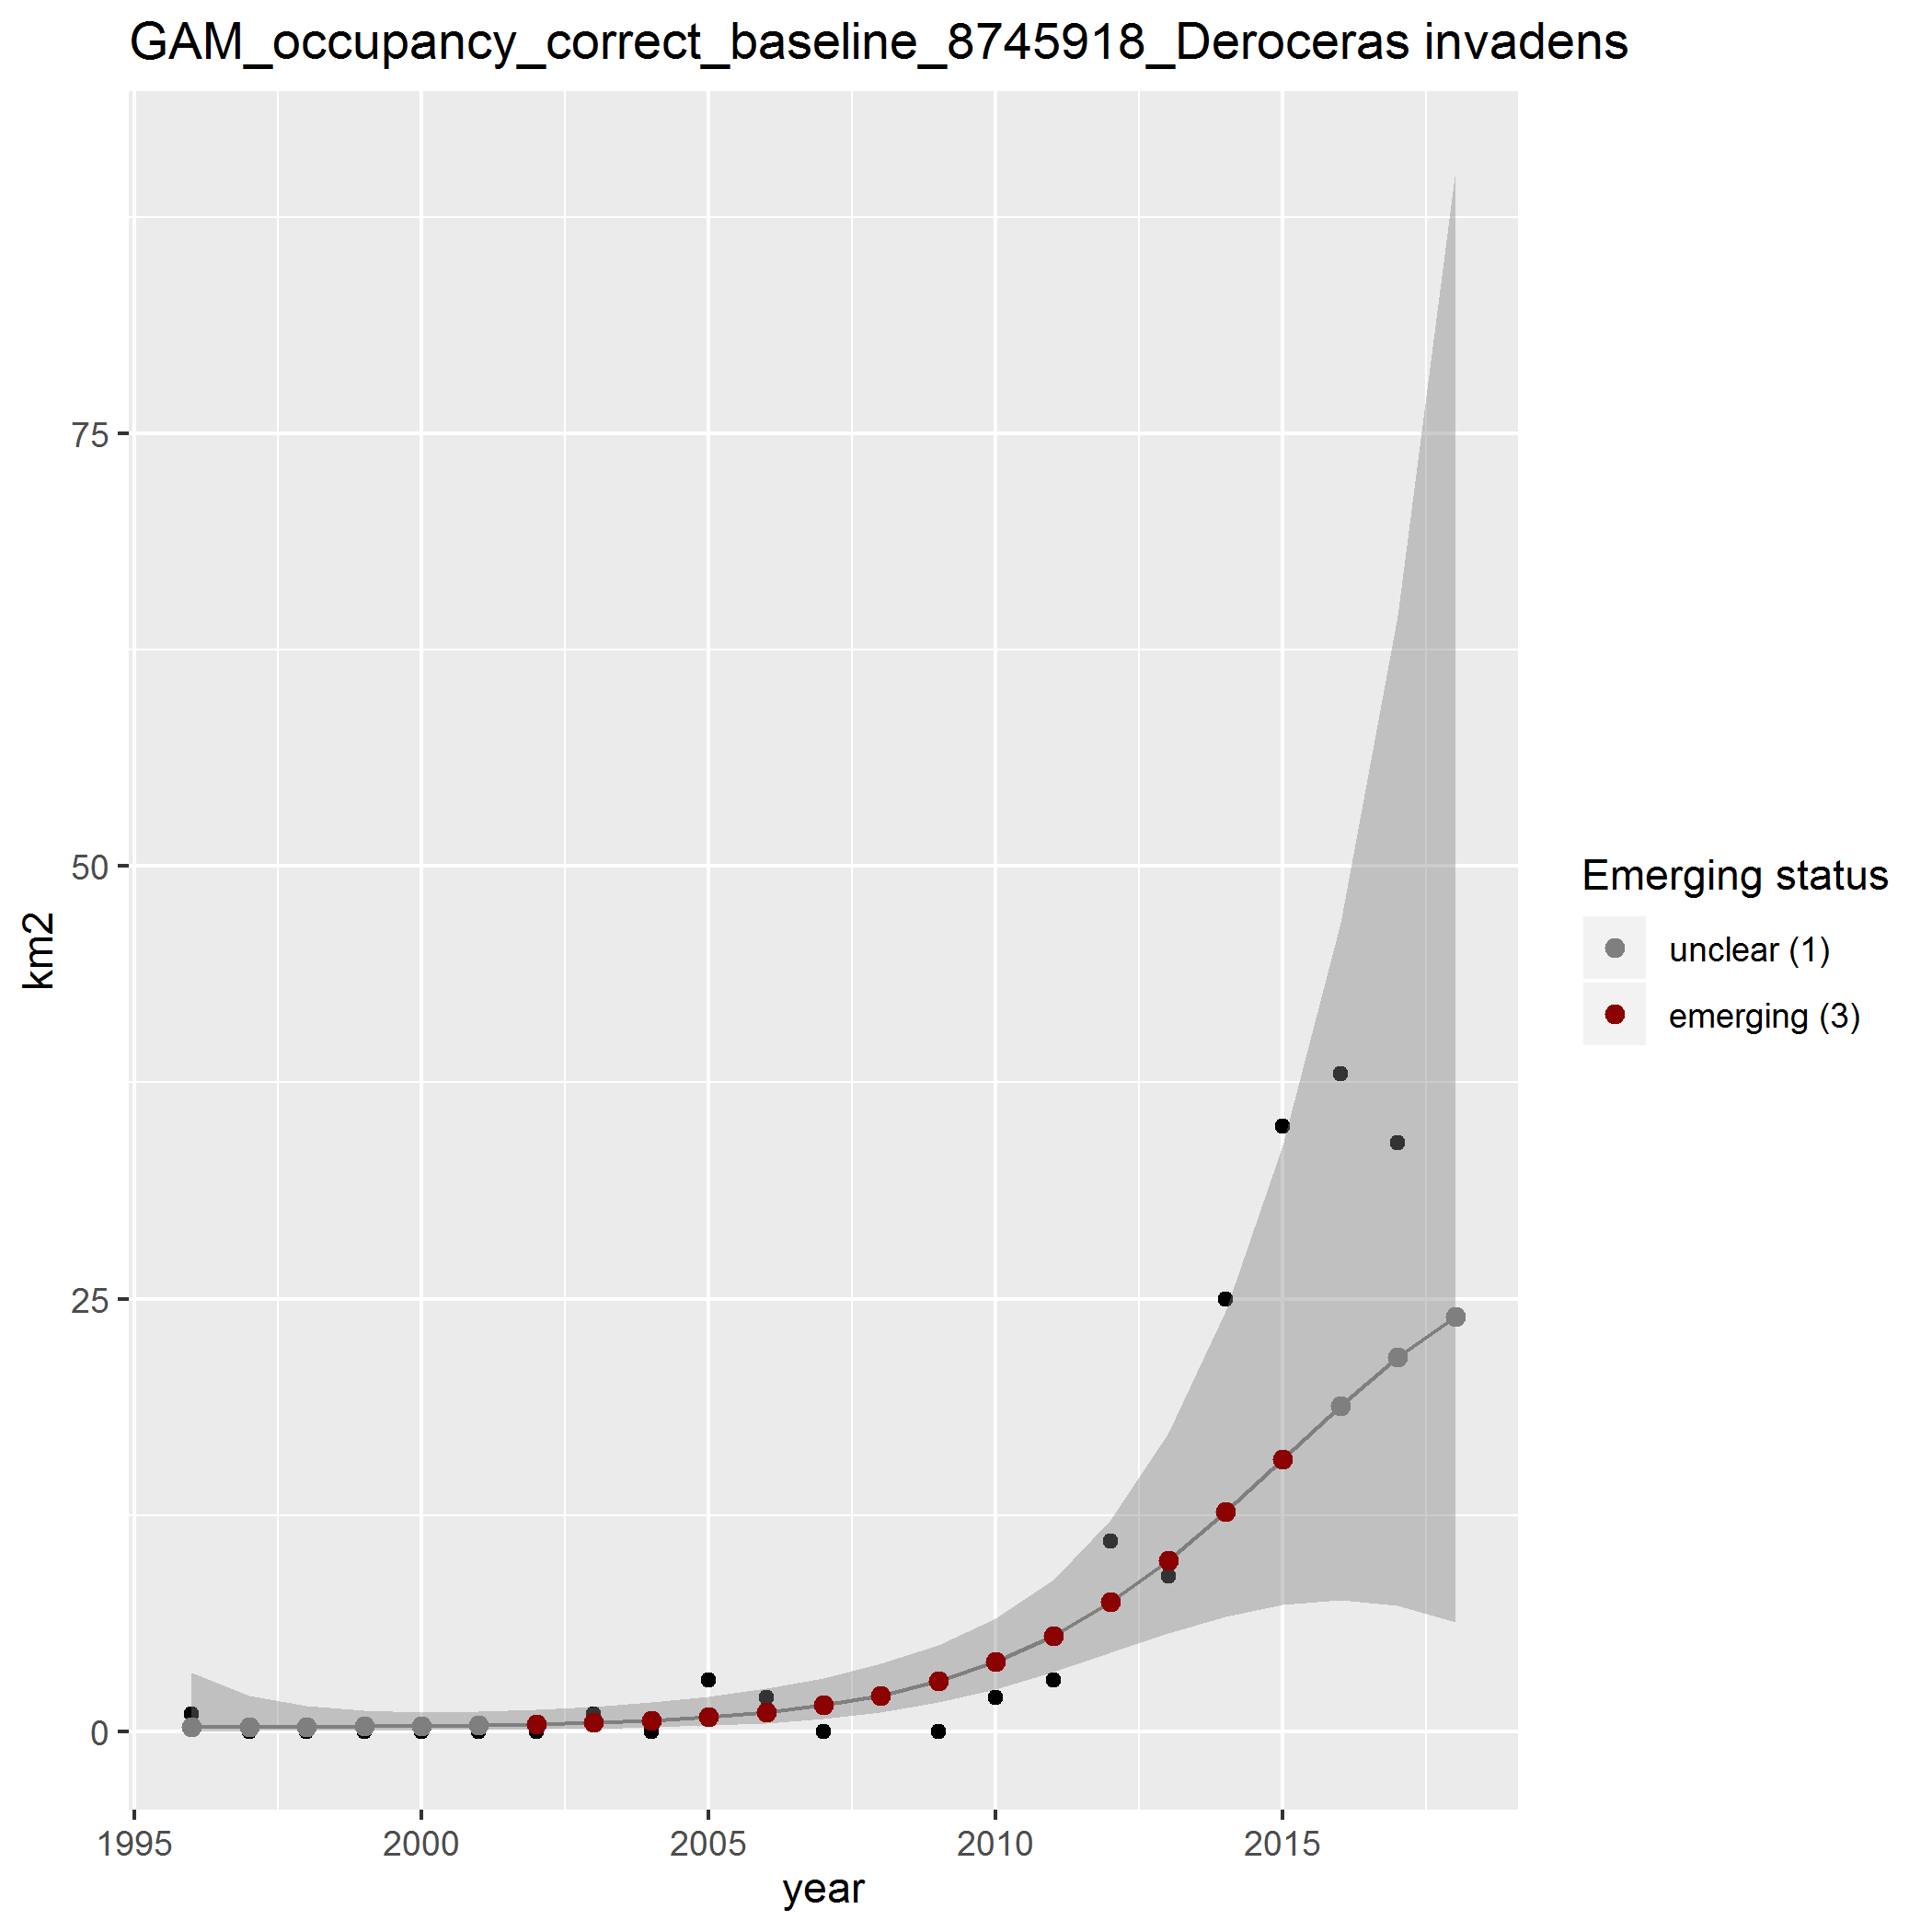 GAM_occupancy_correct_baseline_8745918_Deroceras invadens
75
50
25
0
km2
1995 2000 2005 2010 2015
year
Emerging status
unclear (1)
emerging (3)